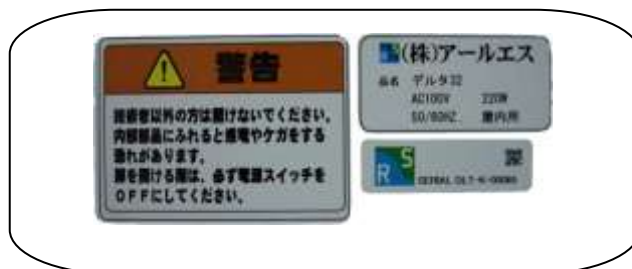 警告
技術者以外の方は開けないでください。
内部部品にふれると感電やケガをする
恐れがあります。
扉を開ける際は、必ず電源スイッチを
OFFにしてください。
(株)アールエス
品名 デルタ32
AC100V 220W
50/60HZ 屋内用
R S
SERIAL DLT-K-